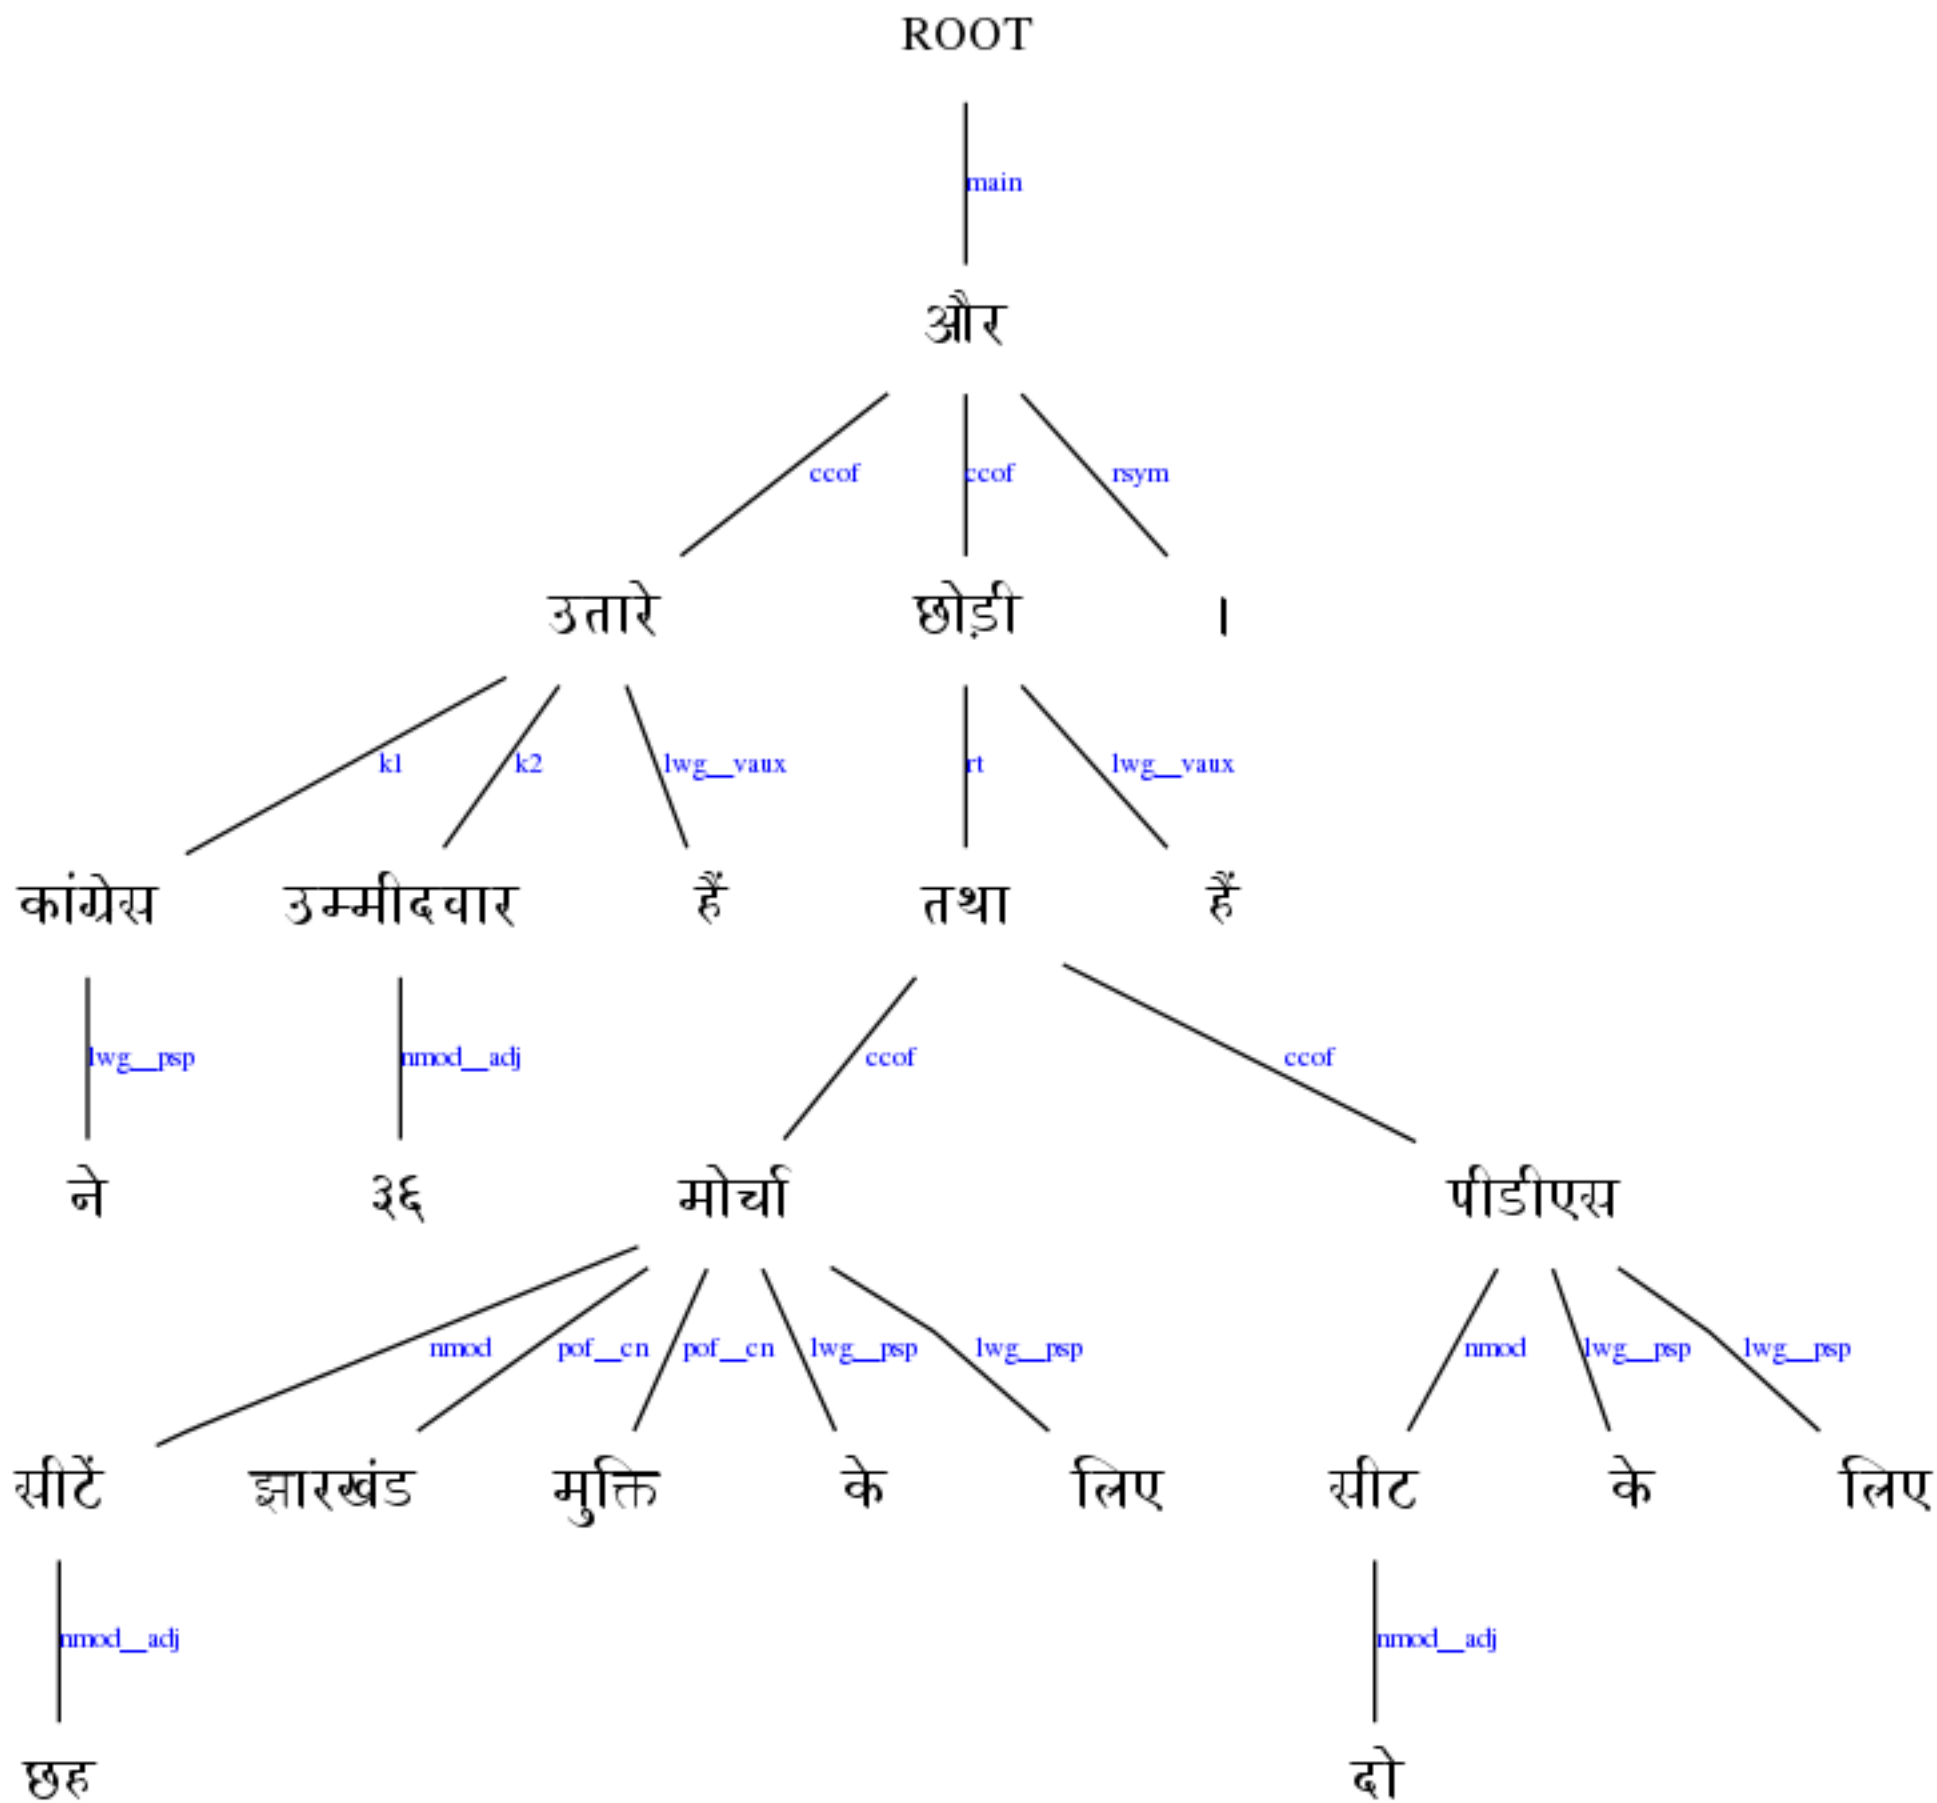 ROOT
main
और
ccof ccof rsym
उतारे छोड़ी ।
k1 k2 lwg__vaux rt lwg__vaux
कांग्रेस उम्मीदवार हैं तथा हैं
lwg__psp nmod__adj ccof ccof
ने ३६ मोर्चा पीडीएस
nmod pof__cn pof__cn lwg__psp lwg__psp nmod lwg__psp lwg__psp
सीटें झारखंड मुक्ति के लिए सीट के लिए
nmod__adj nmod__adj
छह दो